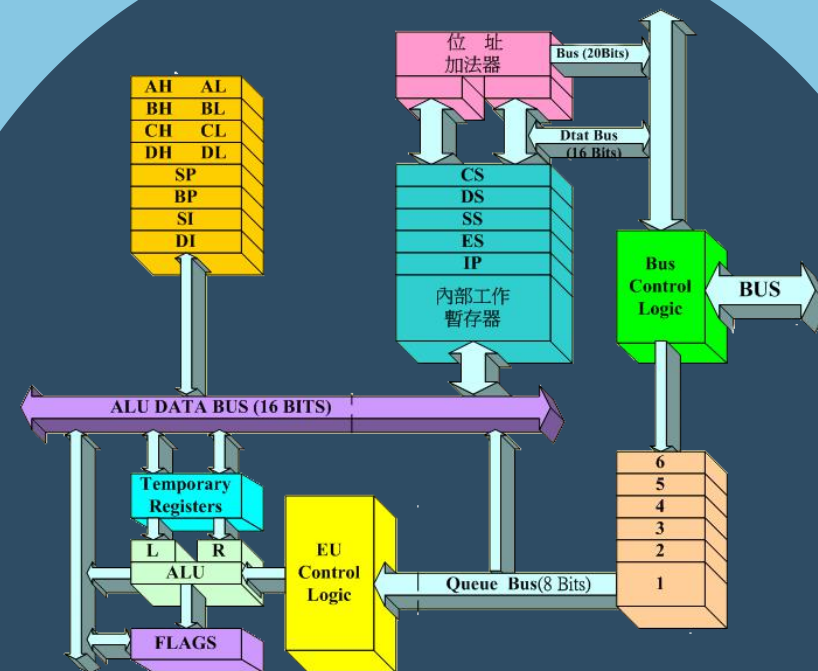 位 址
加法器
Bus (20Bits)
Dtat Bus
(16 Bits)
AH AL
BH BL
CH CL
DH DL
SP
BP
SI
DI
CS
DS
SS
ES
IP
內部工作
暫存器
Bus
Control
Logic
BUS
ALU DATA BUS (16 BITS)
Temporary
Registers
L R
ALU
FLAGS
EU
Control
Logic
Queue Bus(8 Bits)
6
5
4
3
2
1